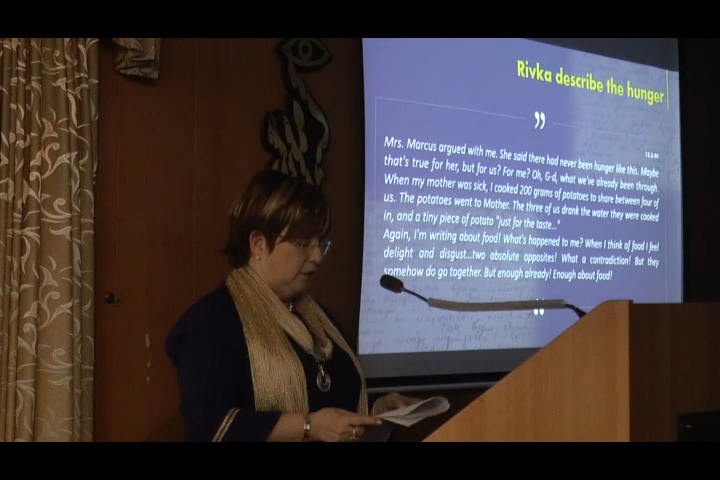 Rivka describe the hunger
”
13.2.44
Mrs. Marcus argued with me. She said there had never been hunger like this. Maybe
that's true for her, but for us? For me? Oh, G-d, what we've already been through.
When my mother was sick, I cooked 200 grams of potatoes to share between four of
us. The potatoes went to Mother. The three of us drank the water they were cooked
in, and a tiny piece of potato "just for the taste..."
Again, I'm writing about food! What's happened to me? When I think of food I feel
delight and disgust...two absolute opposites! What a contradiction! But they
somehow do go together. But enough already! Enough about food!
”